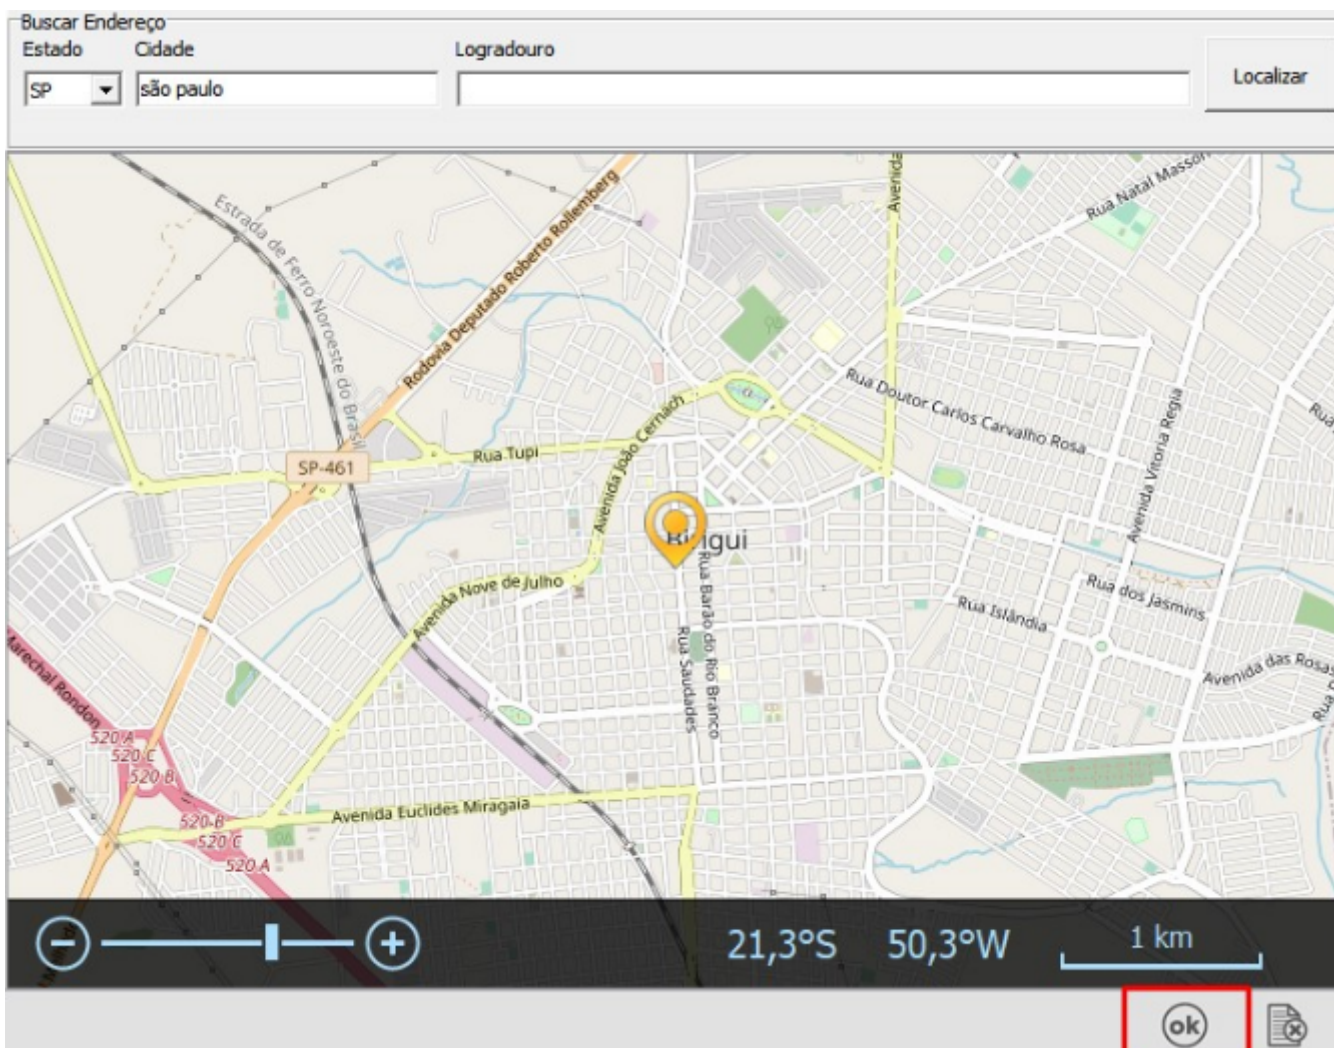 Buscar Endereço
Estado Cidade Logradouro
SP são paulo Localizar
Rua Natal Masson
Avenida
Estrada de Ferro Noroeste do Brasil
Rodovia Deputado Roberto Rollemberg
Rua Doutor Carlos Carvalho Rosa
Avenida Vitoria Regia
Rua
Avenida João Cernach
Rua Tupi
SP-461
Birigui
Avenida Nove de Julho
Rua Barão do Rio Branco
Rua Saudades
Rua dos Jasmins
Rua Islândia
Avenida das Rosas
Marechal Rondon
520 A
520 C
520 B
520-B
520 C
520 A
Avenida Euclides Miragaia
21,3°S 50,3°W 1 km
ok